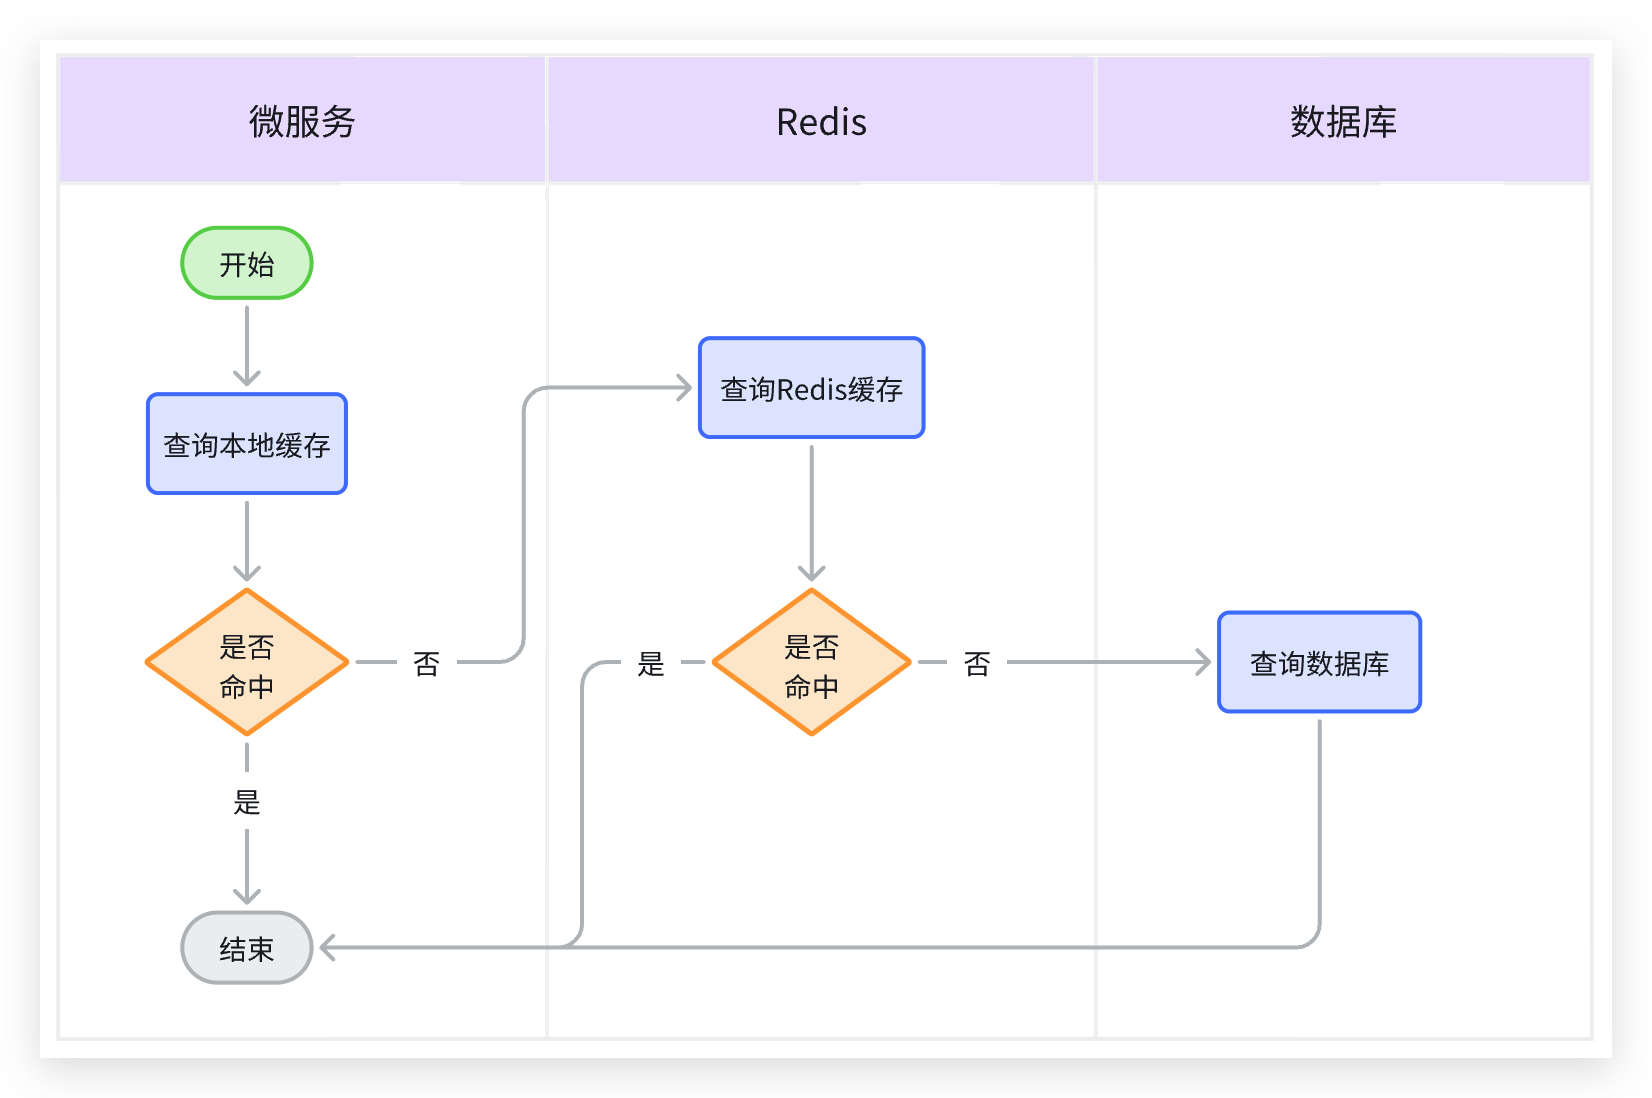 微服务
Redis
数据库
开始
查询本地缓存
是否
命中
否
是
结束
查询Redis缓存
是否
命中
是
否
查询数据库